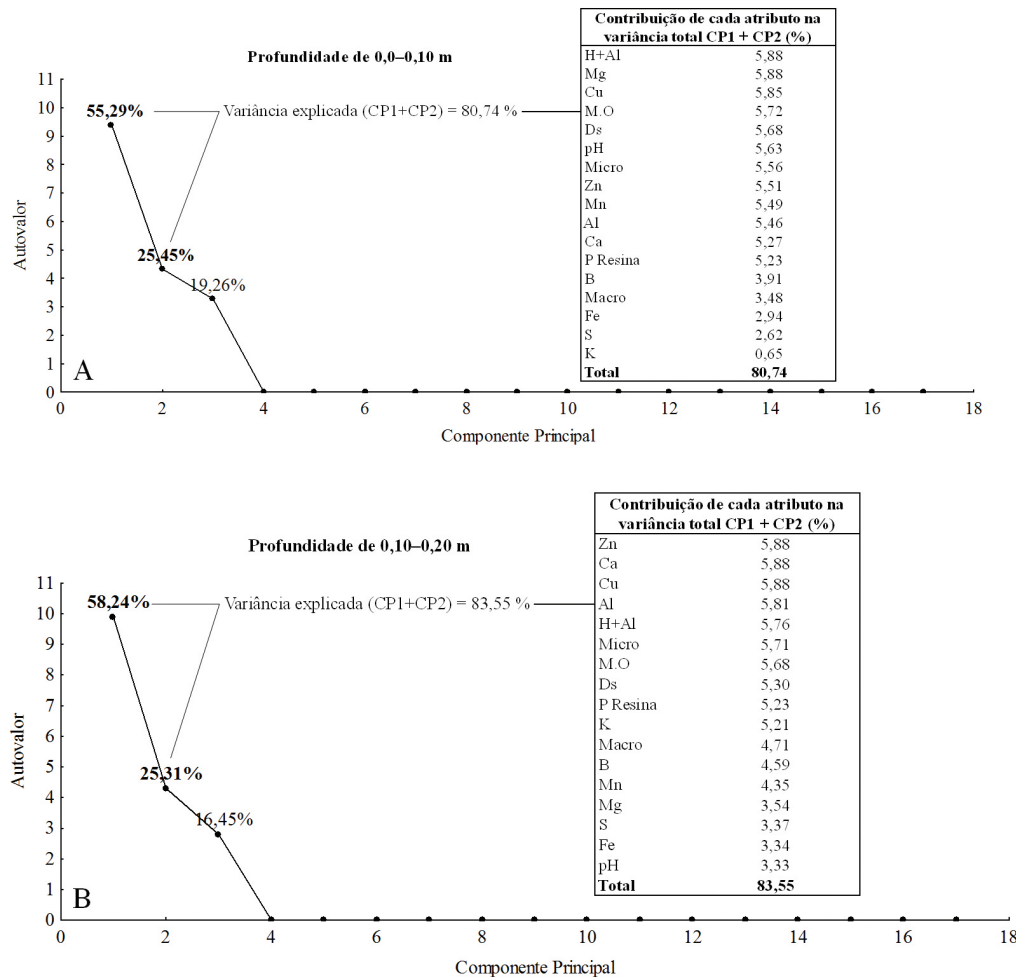 Contribuição de cada atributo na
variância total CP1 + CP2 (%)
Profundidade de 0,0–0,10 m
H+Al 5,88
Mg 5,88
Cu 5,85
M.O 5,72
Ds 5,68
pH 5,63
Micro 5,56
Zn 5,51
Mn 5,49
Al 5,46
Ca 5,27
P Resina 5,23
B 3,91
Macro 3,48
Fe 2,94
S 2,62
K 0,65
Total 80,74
55,29%
Variância explicada (CP1+CP2) = 80,74 %
25,45%
19,26%
Autovalor
11
10
9
8
7
6
5
4
3
2
1
0
A
0 2 4 6 8 10 12 14 16 18
Componente Principal
Contribuição de cada atributo na
variância total CP1 + CP2 (%)
Profundidade de 0,10–0,20 m
Zn 5,88
Ca 5,88
Cu 5,88
Al 5,81
H+Al 5,76
Micro 5,71
M.O 5,68
Ds 5,30
P Resina 5,23
K 5,21
Macro 4,71
B 4,59
Mn 4,35
Mg 3,54
S 3,37
Fe 3,34
pH 3,33
Total 83,55
58,24%
Variância explicada (CP1+CP2) = 83,55 %
25,31%
16,45%
Autovalor
11
10
9
8
7
6
5
4
3
2
1
0
B
0 2 4 6 8 10 12 14 16 18
Componente Principal